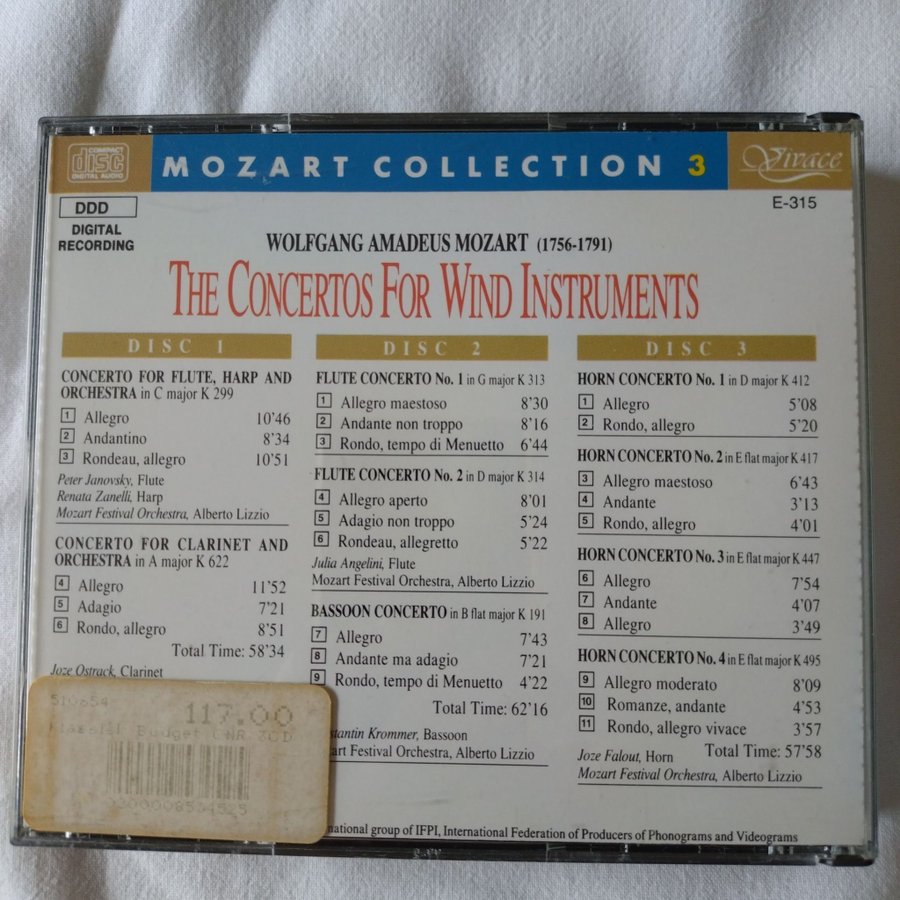 COMPACT
disc
DIGITAL AUDIO
MOZART COLLECTION 3
Vivace
DDD
DIGITAL
RECORDING
E-315
WOLFGANG AMADEUS MOZART (1756-1791)
THE CONCERTOS FOR WIND INSTRUMENTS
DISC 1
CONCERTO FOR FLUTE, HARP AND
ORCHESTRA in C major K 299
1 Allegro 10'46
2 Andantino 8'34
3 Rondeau, allegro 10'51
Peter Janovsky, Flute
Renata Zanelli, Harp
Mozart Festival Orchestra, Alberto Lizzio
CONCERTO FOR CLARINET AND
ORCHESTRA in A major K 622
4 Allegro 11'52
5 Adagio 7'21
6 Rondo, allegro 8'51
Total Time: 58'34
Joze Ostrack, Clarinet
DISC 2
FLUTE CONCERTO No. 1 in G major K 313
1 Allegro maestoso 8'30
2 Andante non troppo 8'16
3 Rondo, tempo di Menuetto 6'44
FLUTE CONCERTO No. 2 in D major K 314
4 Allegro aperto 8'01
5 Adagio non troppo 5'24
6 Rondeau, allegretto 5'22
Julia Angelini, Flute
Mozart Festival Orchestra, Alberto Lizzio
BASSOON CONCERTO in B flat major K 191
7 Allegro 7'43
8 Andante ma adagio 7'21
9 Rondo, tempo di Menuetto 4'22
Total Time: 62'16
nstantin Krommer, Bassoon
art Festival Orchestra, Alberto Lizzio
DISC 3
HORN CONCERTO No. 1 in D major K 412
1 Allegro 5'08
2 Rondo, allegro 5'20
HORN CONCERTO No. 2 in E flat major K 417
3 Allegro maestoso 6'43
4 Andante 3'13
5 Rondo, allegro 4'01
HORN CONCERTO No. 3 in E flat major K 447
6 Allegro 7'54
7 Andante 4'07
8 Allegro 3'49
HORN CONCERTO No. 4 in E flat major K 495
9 Allegro moderato 8'09
10 Romanze, andante 4'53
11 Rondo, allegro vivace 3'57
Total Time: 57'58
Joze Falout, Horn
Mozart Festival Orchestra, Alberto Lizzio
117.00
Budget
national group of IFPI, International Federation of Producers of Phonograms and Videograms